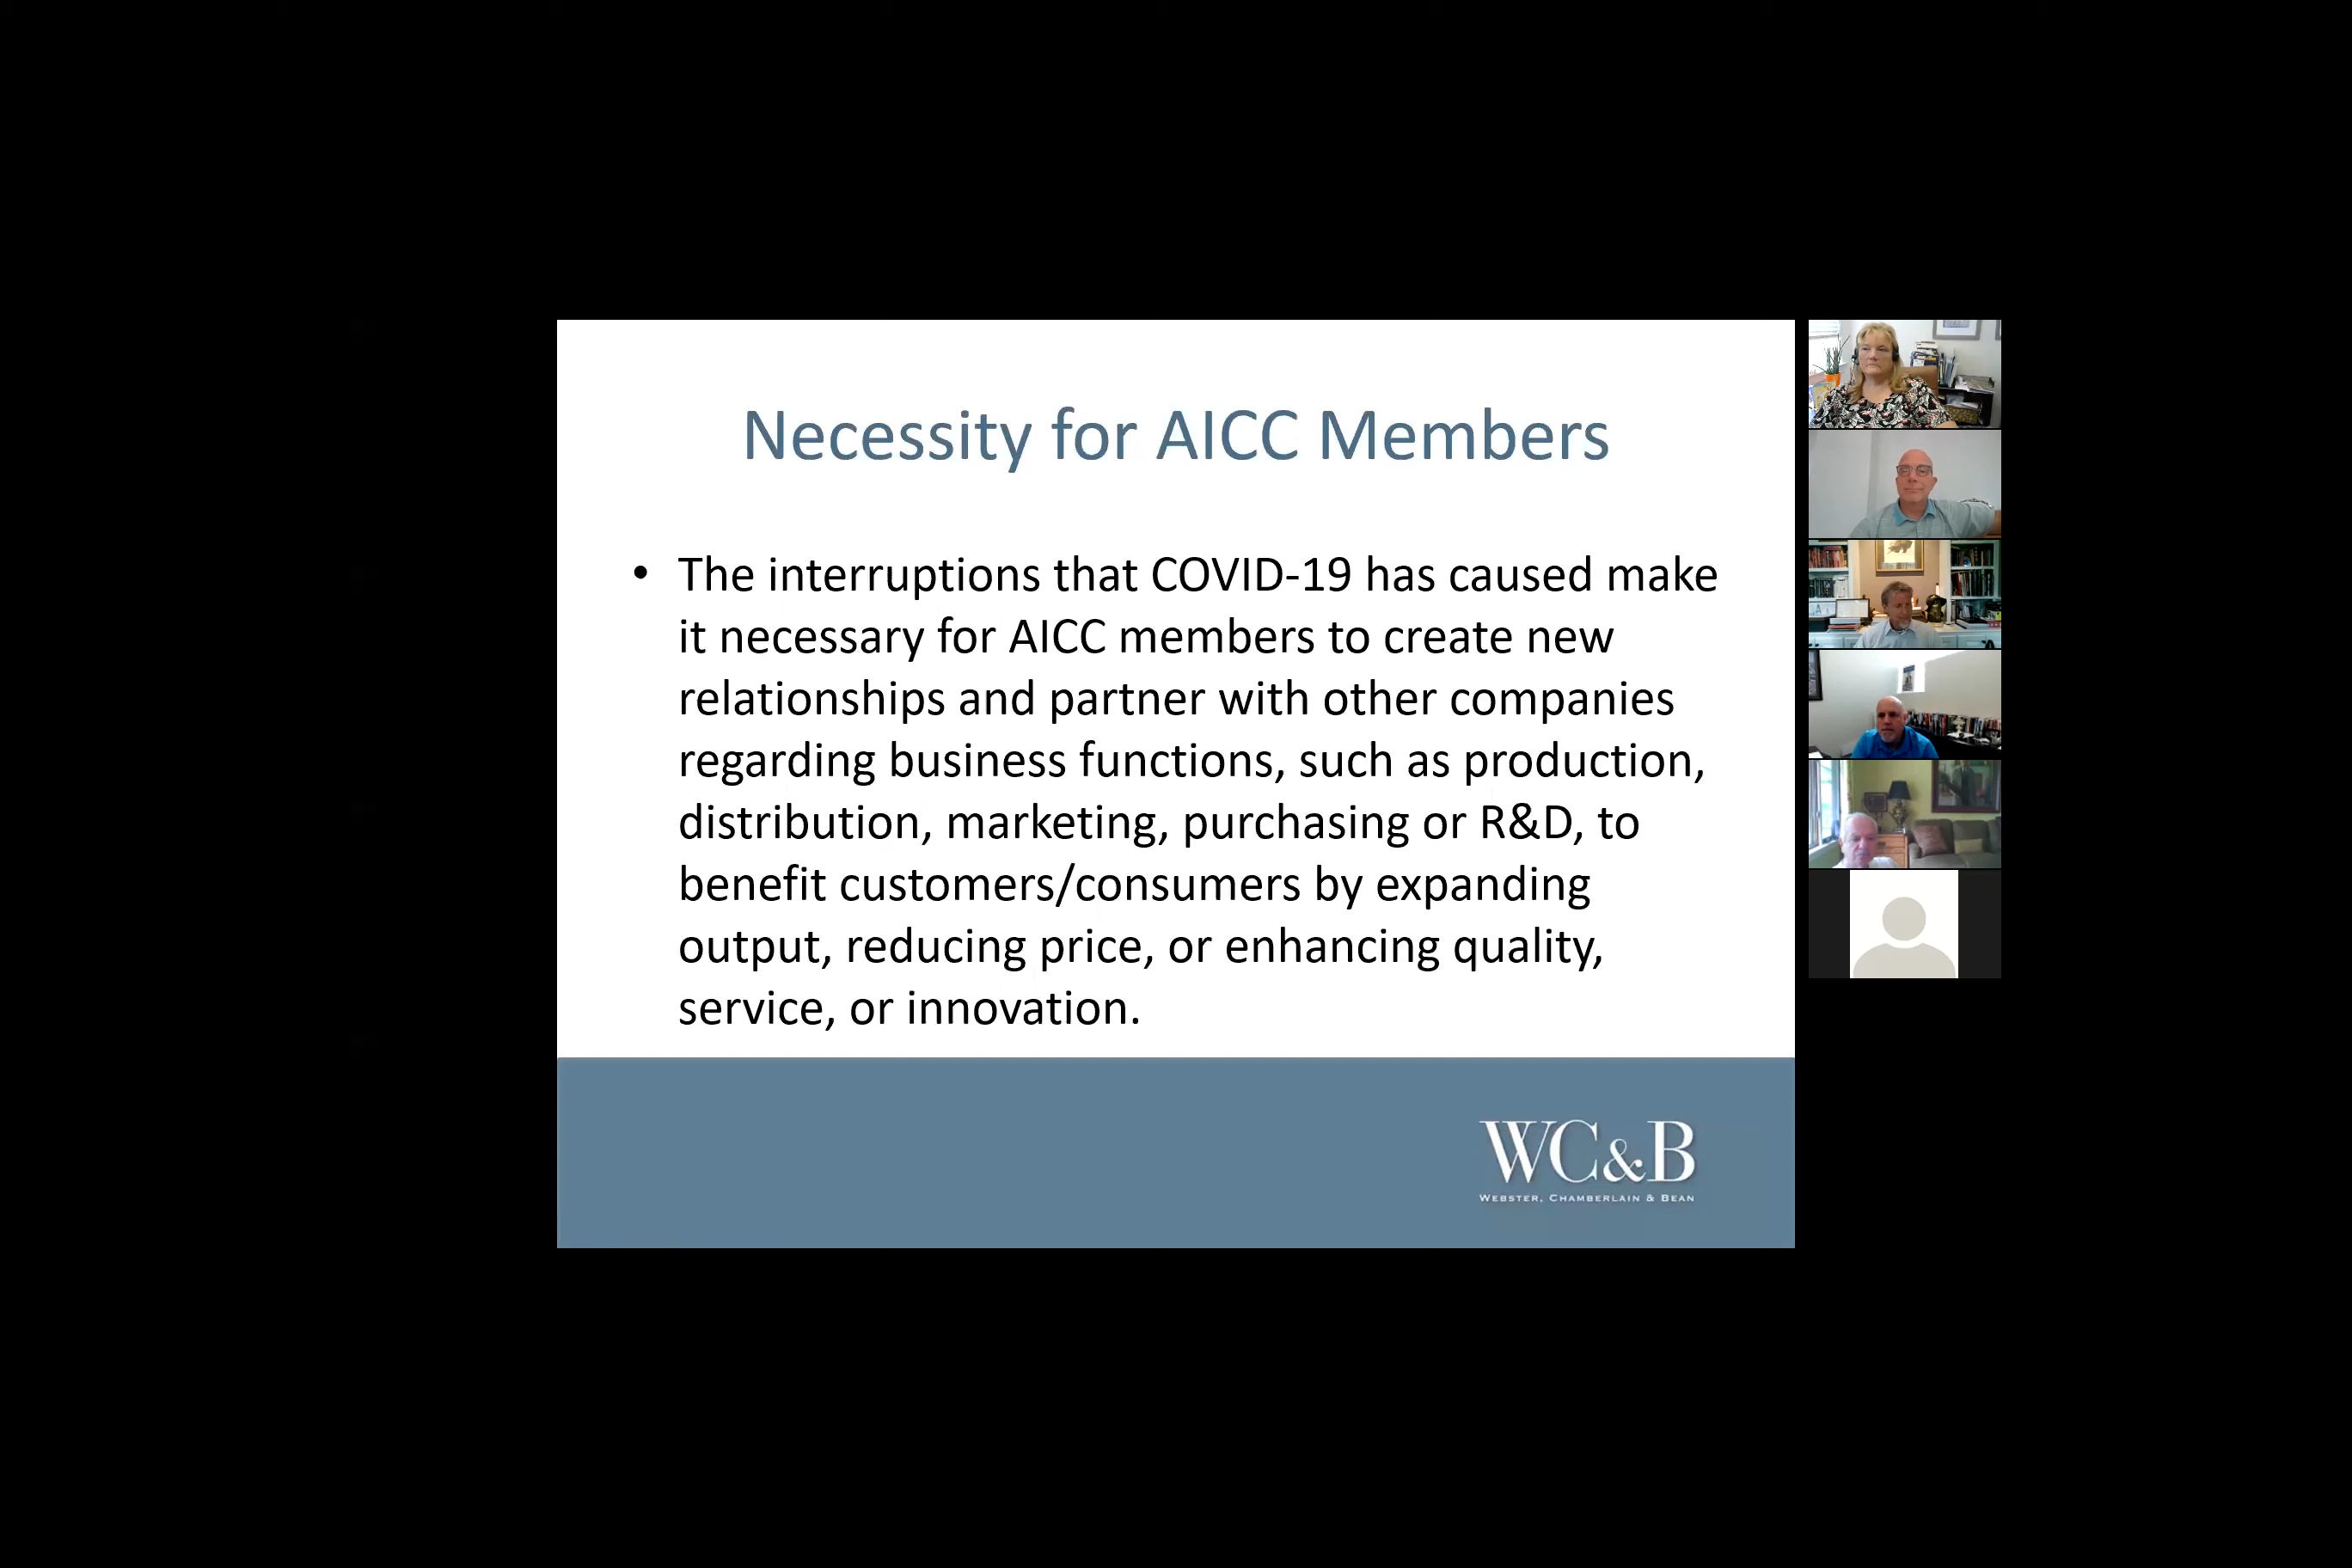 Necessity for AICC Members
• The interruptions that COVID-19 has caused make
it necessary for AICC members to create new
relationships and partner with other companies
regarding business functions, such as production,
distribution, marketing, purchasing or R&D, to
benefit customers/consumers by expanding
output, reducing price, or enhancing quality,
service, or innovation.
WC&B
WEBSTER, CHAMBERLAIN & BEAN